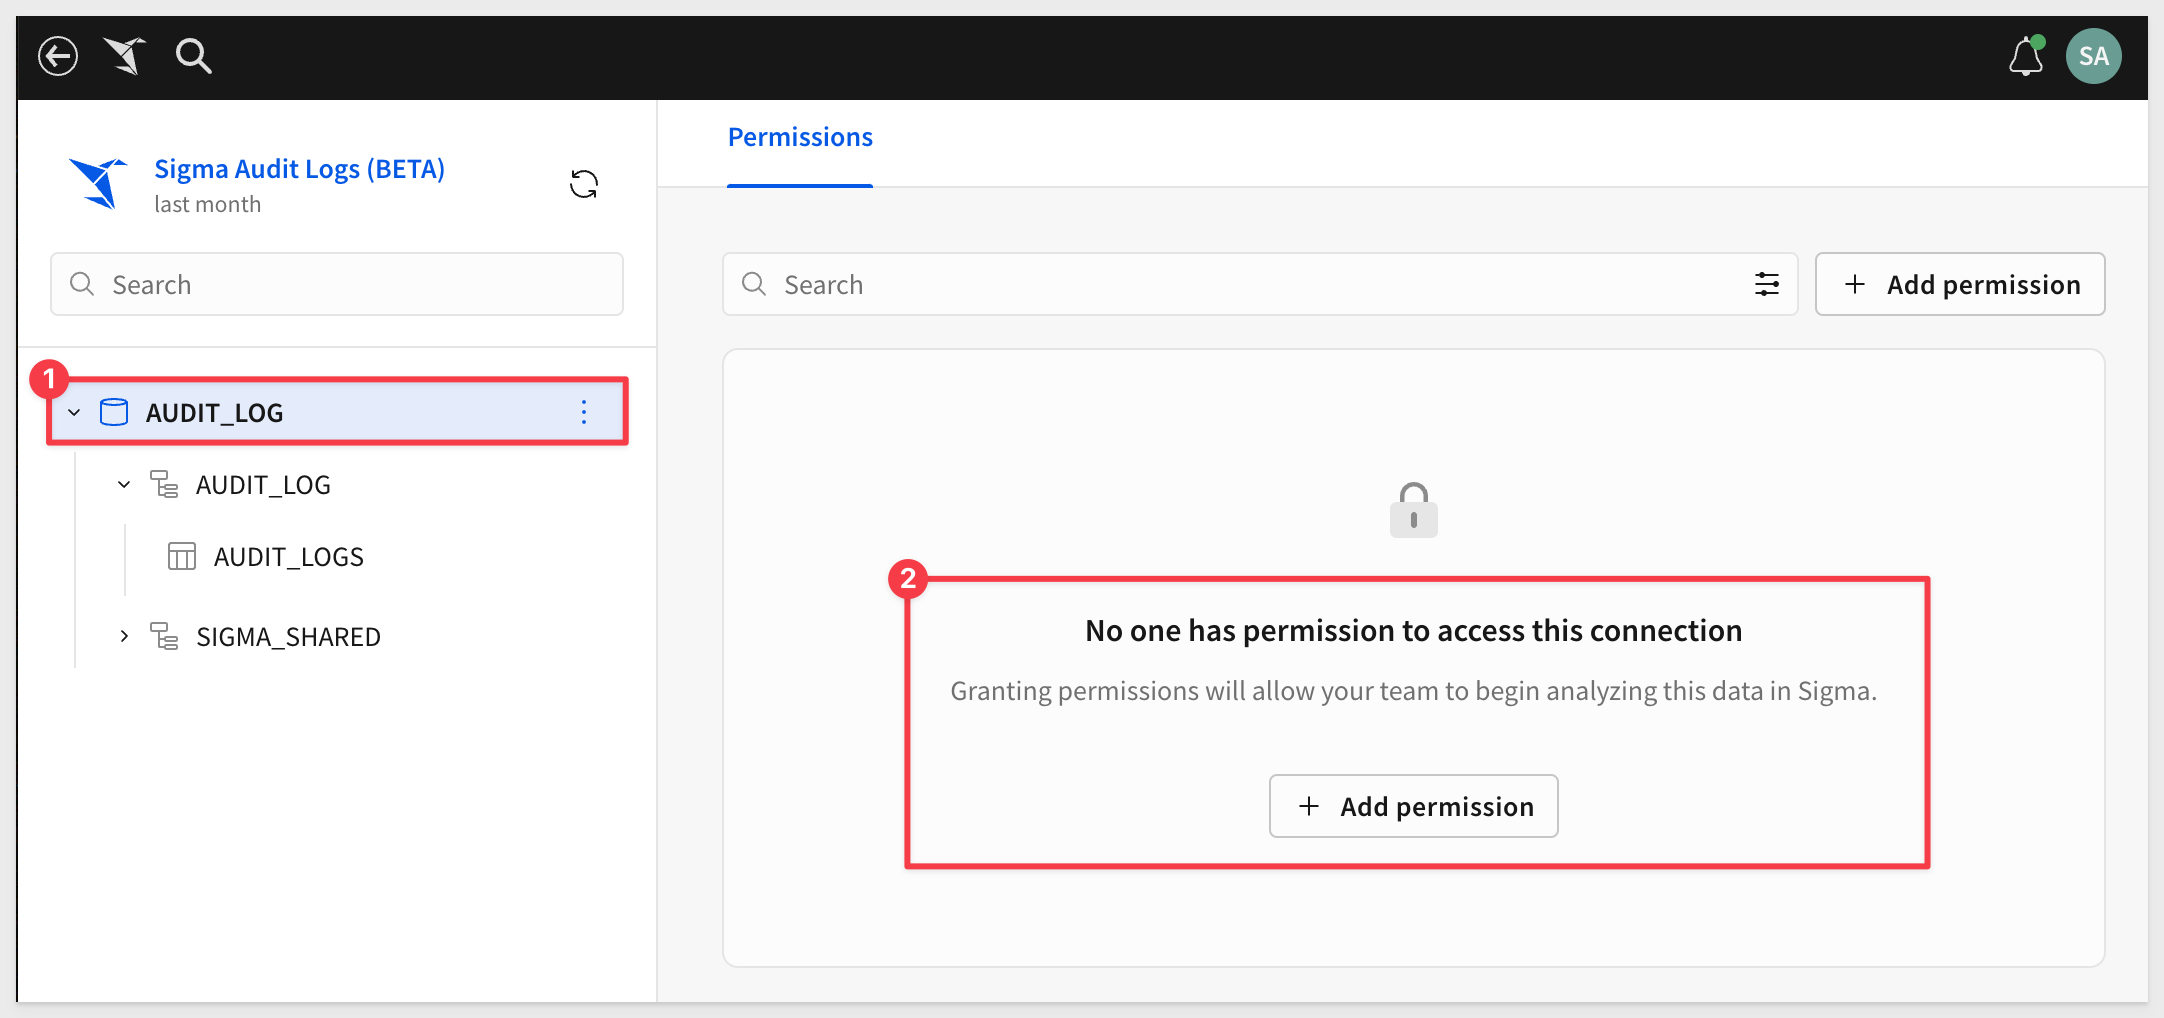 SA
Sigma Audit Logs (BETA)
last month
Search
1
AUDIT_LOG
AUDIT_LOG
AUDIT_LOGS
SIGMA_SHARED
Permissions
Search
Add permission
2
No one has permission to access this connection
Granting permissions will allow your team to begin analyzing this data in Sigma.
Add permission